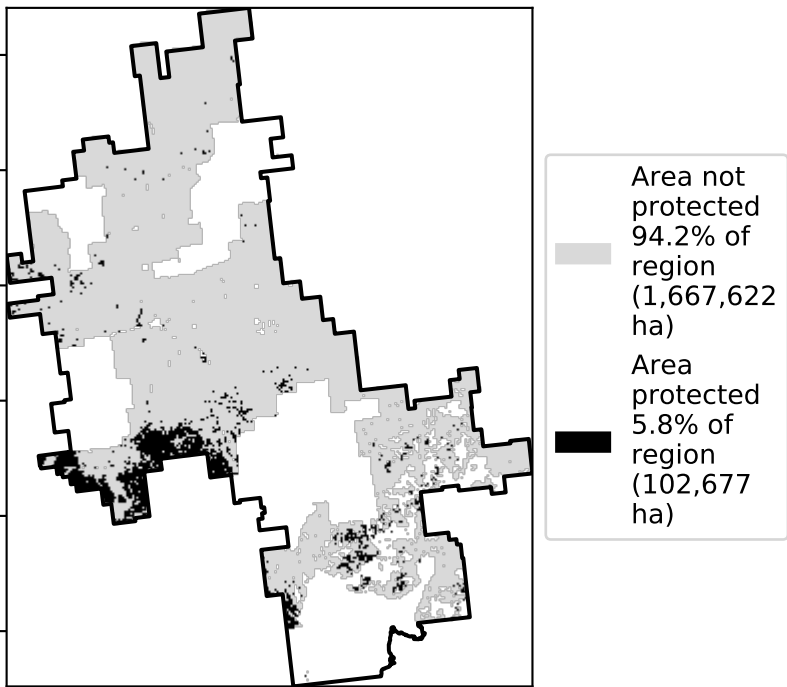 Area not
protected
94.2% of
region
(1,667,622
ha)
Area
protected
5.8% of
region
(102,677
ha)